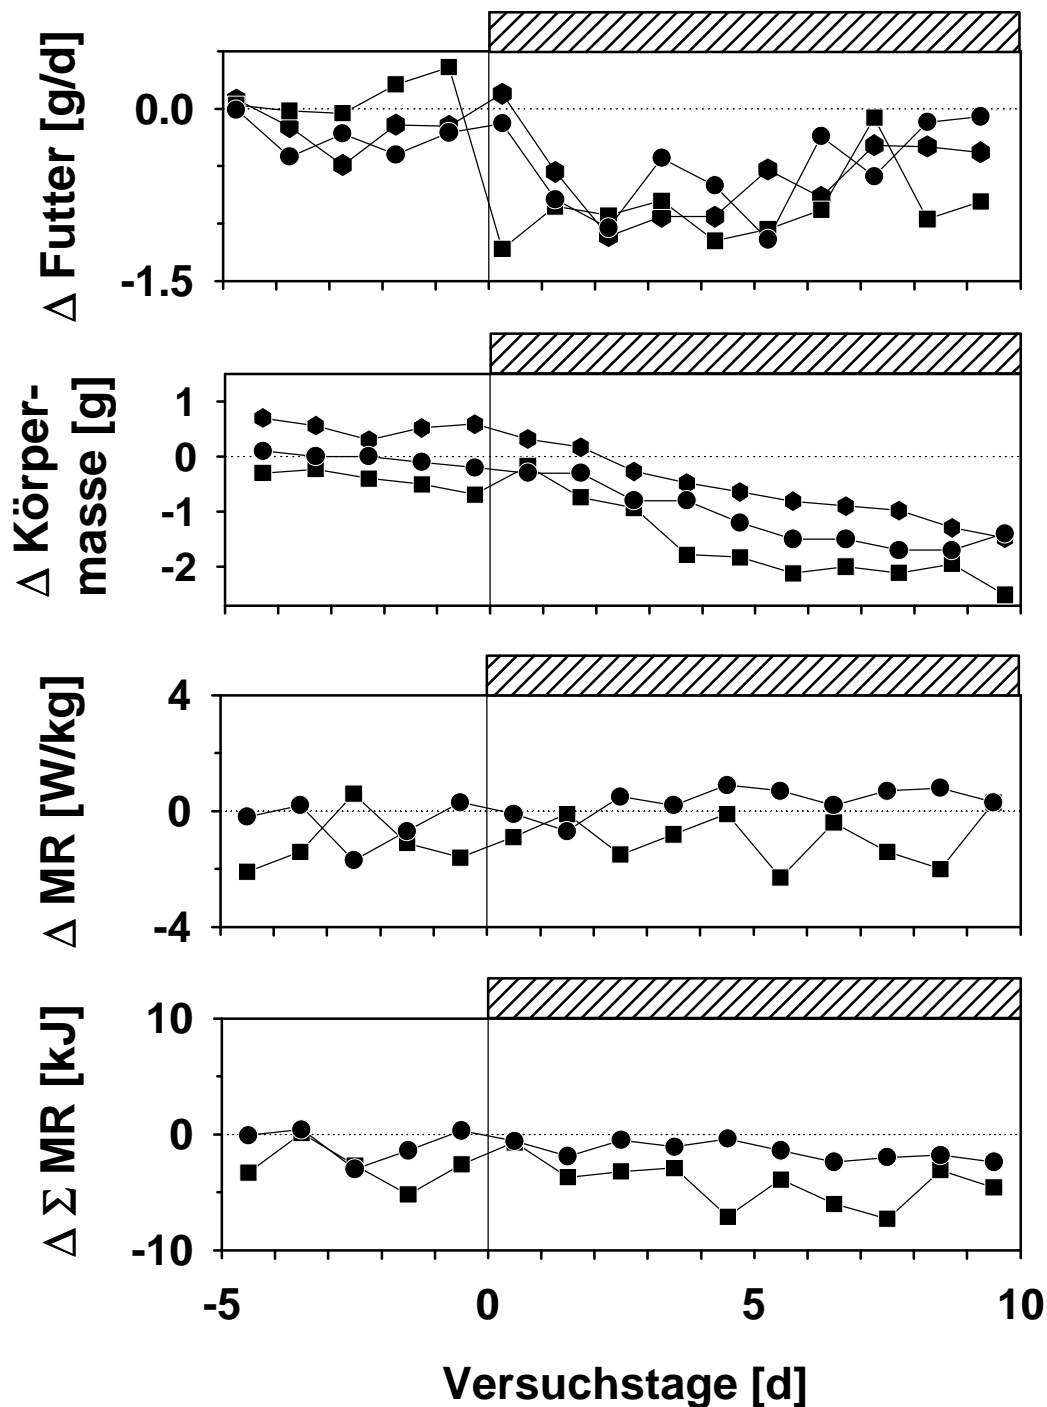 Δ Futter [g/d]
0.0
-1.5
Δ Körper-
masse [g]
1
0
-1
-2
Δ MR [W/kg]
4
0
-4
Δ Σ MR [kJ]
10
0
-10
-5 0 5 10
Versuchstage [d]